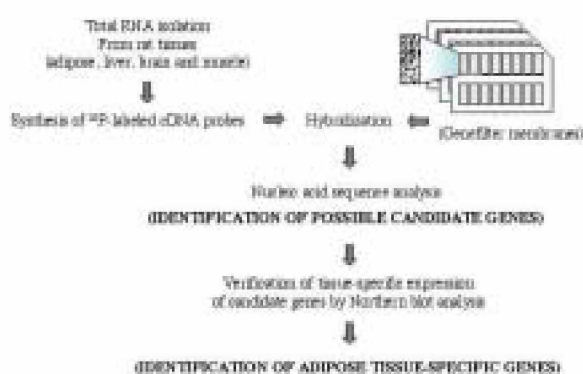 Total RNA isolation
From rat tissues
(adipose, liver, brain and muscle)
Synthesis of ³³P-labeled cDNA probes
Hybridization
(Genefilter membranes)
Nucleic acid sequence analysis
(IDENTIFICATION OF POSSIBLE CANDIDATE GENES)
Verification of tissue-specific expression
of candidate genes by Northern blot analysis
(IDENTIFICATION OF ADIPOSE TISSUE-SPECIFIC GENES)